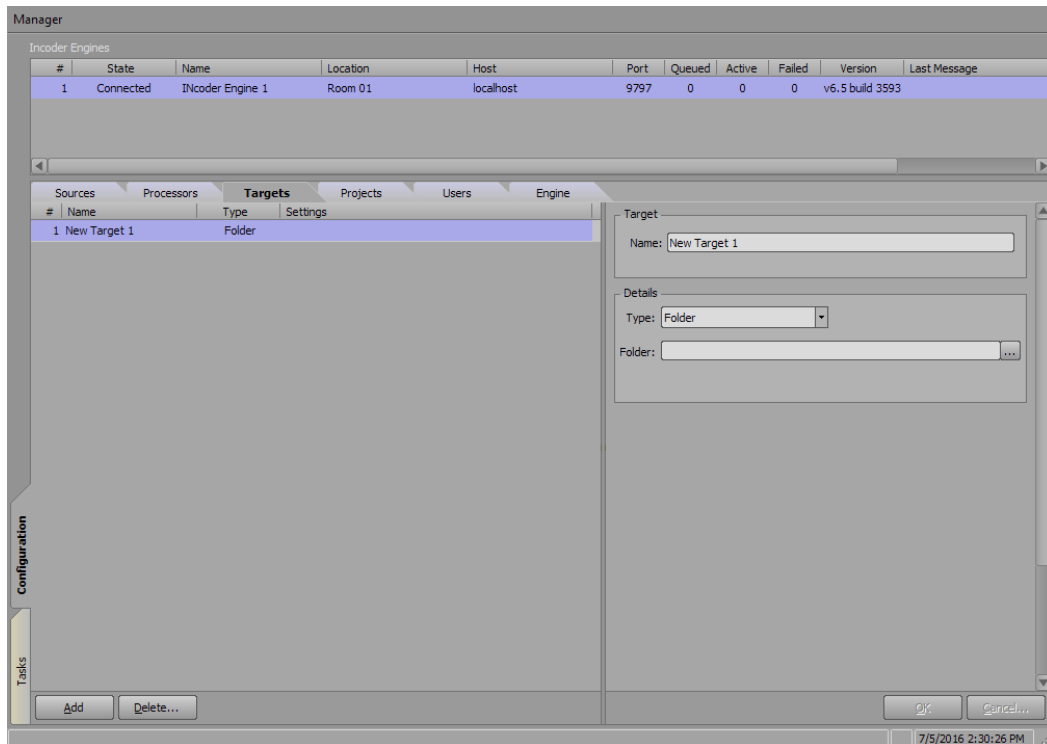 Manager
Incoder Engines
# State Name Location Host Port Queued Active Failed Version Last Message
1 Connected INcoder Engine 1 Room 01 localhost 9797 0 0 0 v6.5 build 3593
Sources Processors Targets Projects Users Engine
# Name Type Settings
1 New Target 1 Folder
Target
Name: New Target 1
Details
Type: Folder
Folder: ...
Configuration
Tasks
Add Delete... OK Cancel...
7/5/2016 2:30:26 PM